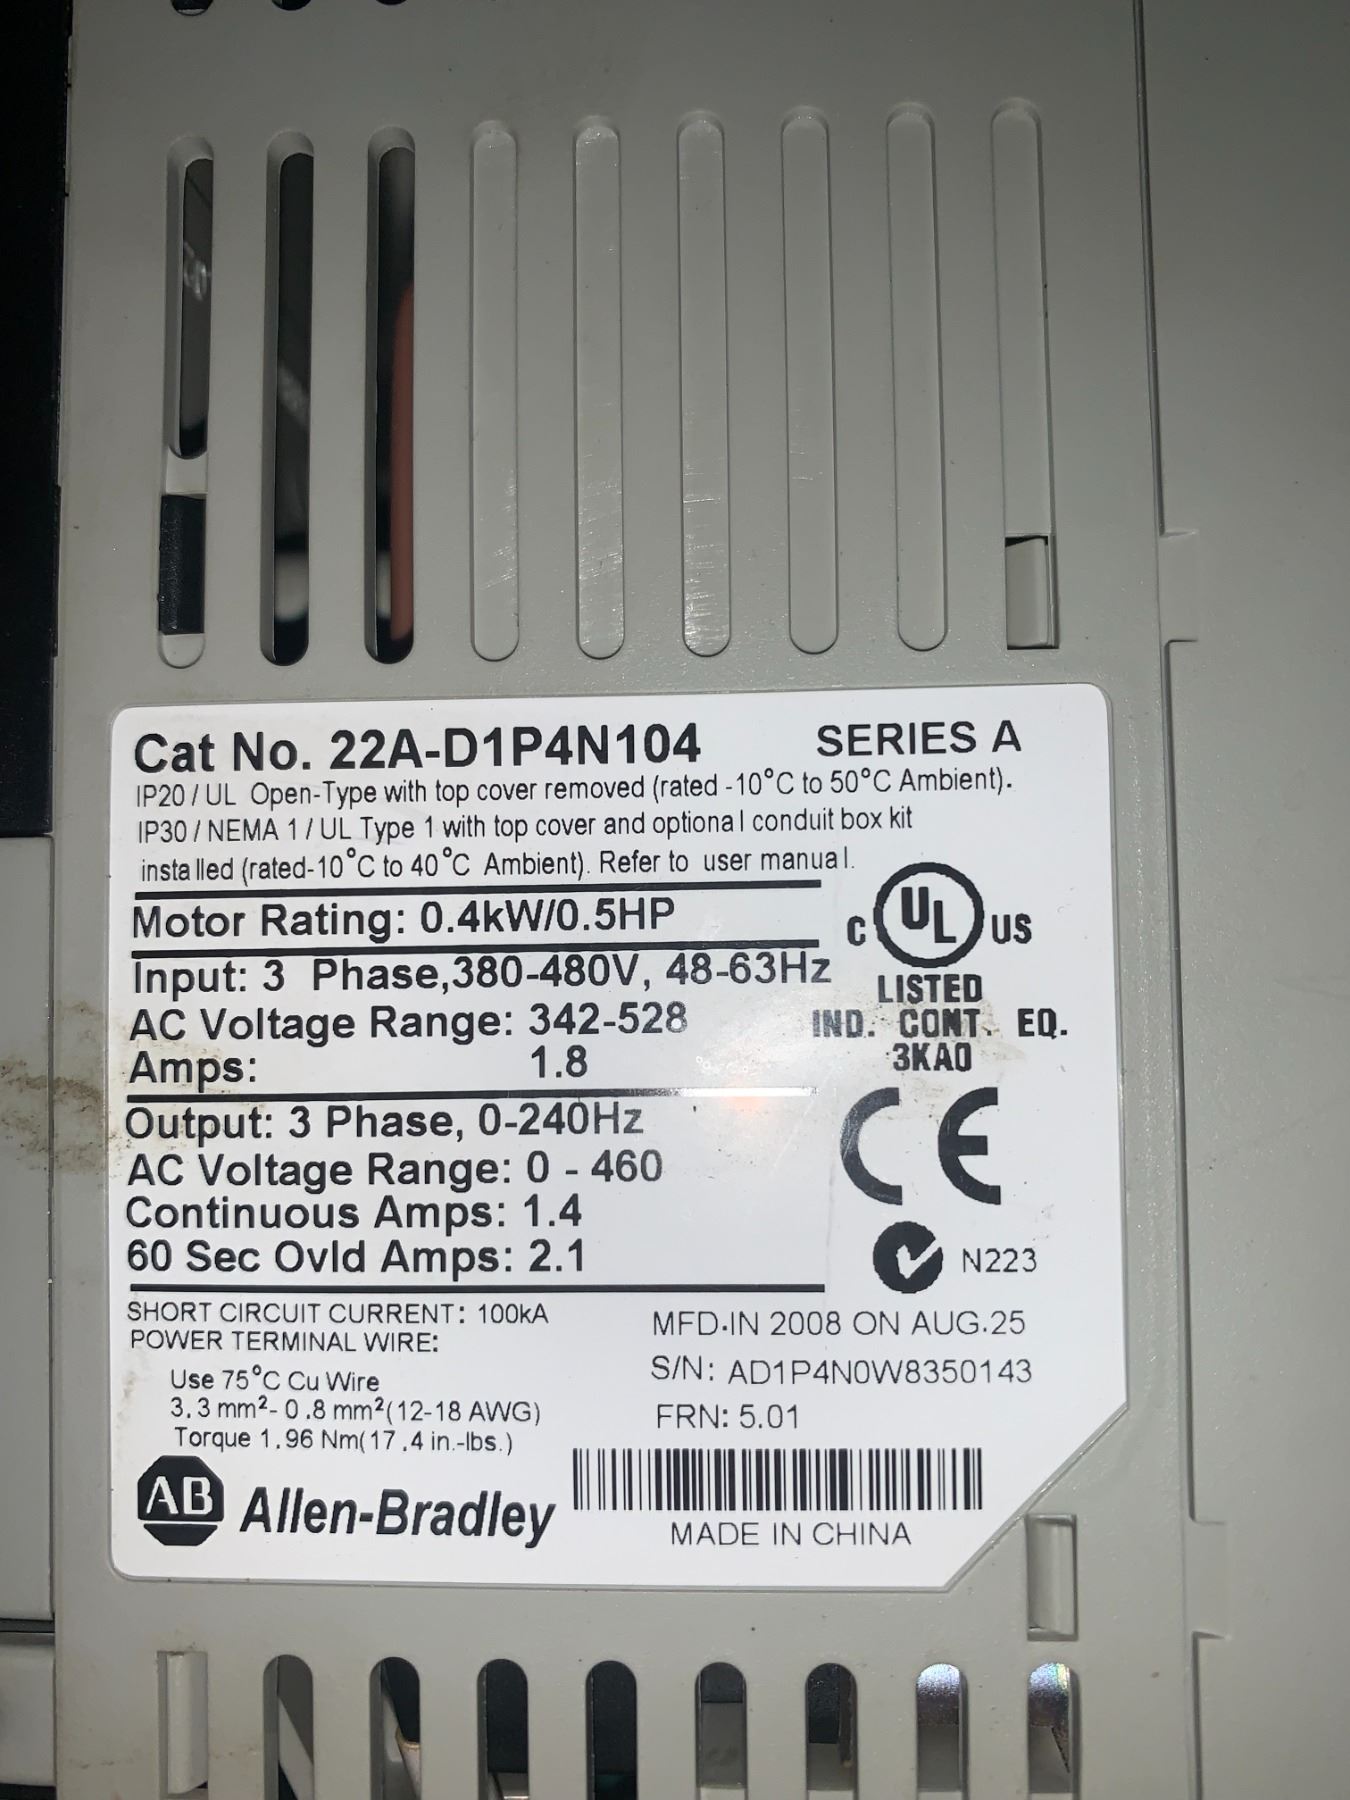 Cat No. 22A-D1P4N104 SERIES A
IP20 / UL Open-Type with top cover removed (rated -10°C to 50°C Ambient).
IP30 / NEMA 1 / UL Type 1 with top cover and optional conduit box kit
installed (rated-10°C to 40°C Ambient). Refer to user manual.
Motor Rating: 0.4kW/0.5HP
C UL US
Input: 3 Phase,380-480V, 48-63Hz
LISTED
AC Voltage Range: 342-528
IND. CONT. EQ.
Amps: 1.8
3KA0
Output: 3 Phase, 0-240Hz
CE
AC Voltage Range: 0 - 460
Continuous Amps: 1.4
60 Sec Ovld Amps: 2.1
N223
SHORT CIRCUIT CURRENT: 100kA
POWER TERMINAL WIRE:
Use 75°C Cu Wire
3.3 mm²- 0.8 mm²(12-18 AWG)
Torque 1.96 Nm(17.4 in.-lbs.)
MFD.IN 2008 ON AUG.25
S/N: AD1P4N0W8350143
FRN: 5.01
AB Allen-Bradley
MADE IN CHINA